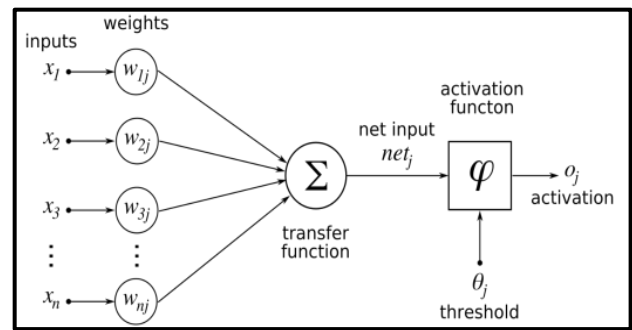 weights
inputs
x1 w1j
x2 w2j
x3 w3j
⋮ ⋮
xn wnj
Σ
transfer
function
net input
netj
activation
functon
φ
oj
activation
θj
threshold